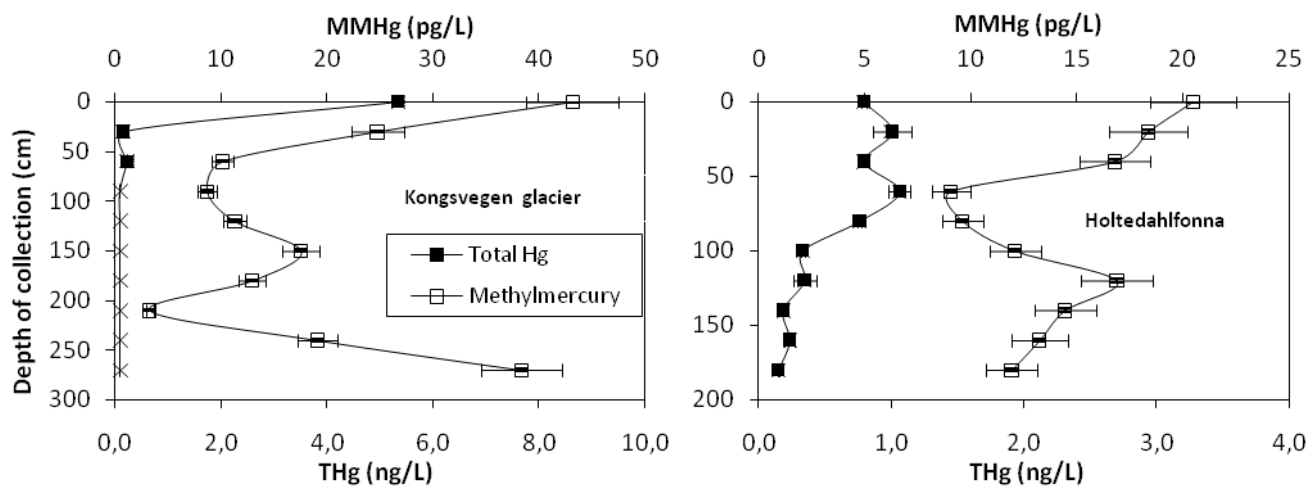 MMHg (pg/L)
0 10 20 30 40 50
Depth of collection (cm)
0
50
100
150
200
250
300
Kongsvegen glacier
Total Hg
Methylmercury
0,0 2,0 4,0 6,0 8,0 10,0
THg (ng/L)
MMHg (pg/L)
0 5 10 15 20 25
0
50
100
150
200
Holtedahlfonna
0,0 1,0 2,0 3,0 4,0
THg (ng/L)